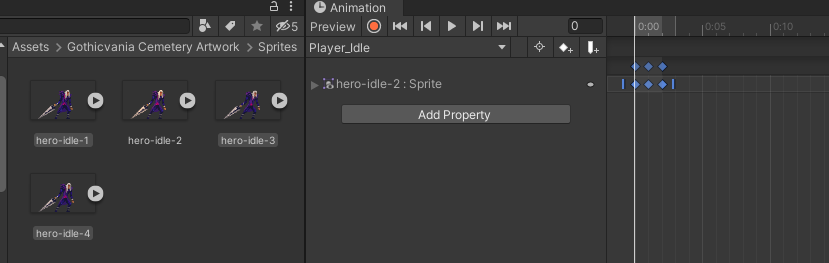 Animation
5
Preview
0
0:00
0:05
0:10
Assets > Gothicvania Cemetery Artwork > Sprites
Player_Idle
hero-idle-2 : Sprite
Add Property
hero-idle-1
hero-idle-2
hero-idle-3
hero-idle-4